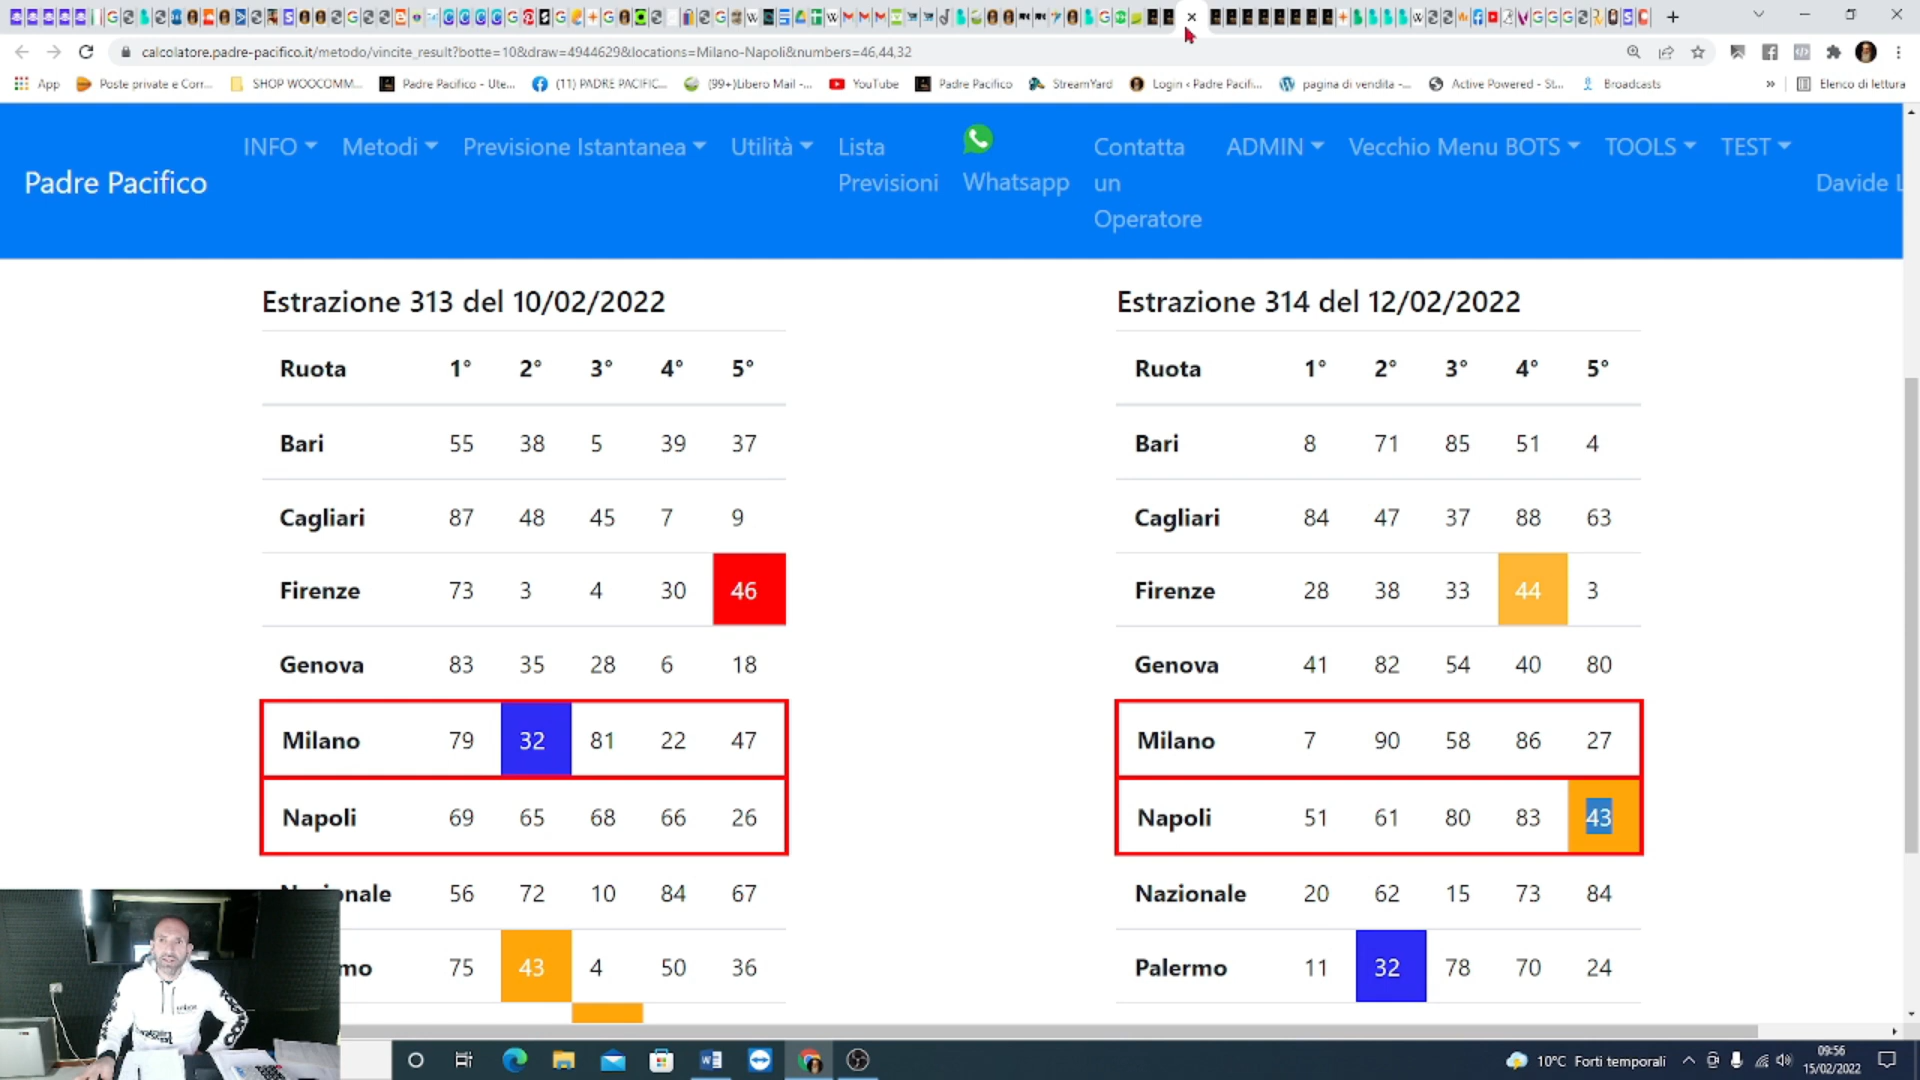 calcolatore.padre-pacifico.it/metodo/vincite_result?botte=10&draw=4944629&locations=Milano-Napoli&numbers=46,44,32
App Poste private e Corr... SHOP WOOCOMM... Padre Pacifico - Ute... (11) PADRE PACIFIC... (99+)Libero Mail -... YouTube Padre Pacifico StreamYard Login ‹ Padre Pacifi... pagina di vendita -... Active Powered - St... Broadcasts » Elenco di lettura
Padre Pacifico INFO Metodi Previsione Istantanea Utilità Lista Previsioni Whatsapp Contatta un Operatore ADMIN Vecchio Menu BOTS TOOLS TEST Davide L
Estrazione 313 del 10/02/2022
Ruota 1° 2° 3° 4° 5°
Bari 55 38 5 39 37
Cagliari 87 48 45 7 9
Firenze 73 3 4 30 46
Genova 83 35 28 6 18
Milano 79 32 81 22 47
Napoli 69 65 68 66 26
Nazionale 56 72 10 84 67
mo 75 43 4 50 36
Estrazione 314 del 12/02/2022
Ruota 1° 2° 3° 4° 5°
Bari 8 71 85 51 4
Cagliari 84 47 37 88 63
Firenze 28 38 33 44 3
Genova 41 82 54 40 80
Milano 7 90 58 86 27
Napoli 51 61 80 83 43
Nazionale 20 62 15 73 84
Palermo 11 32 78 70 24
10°C Forti temporali
09:56
15/02/2022